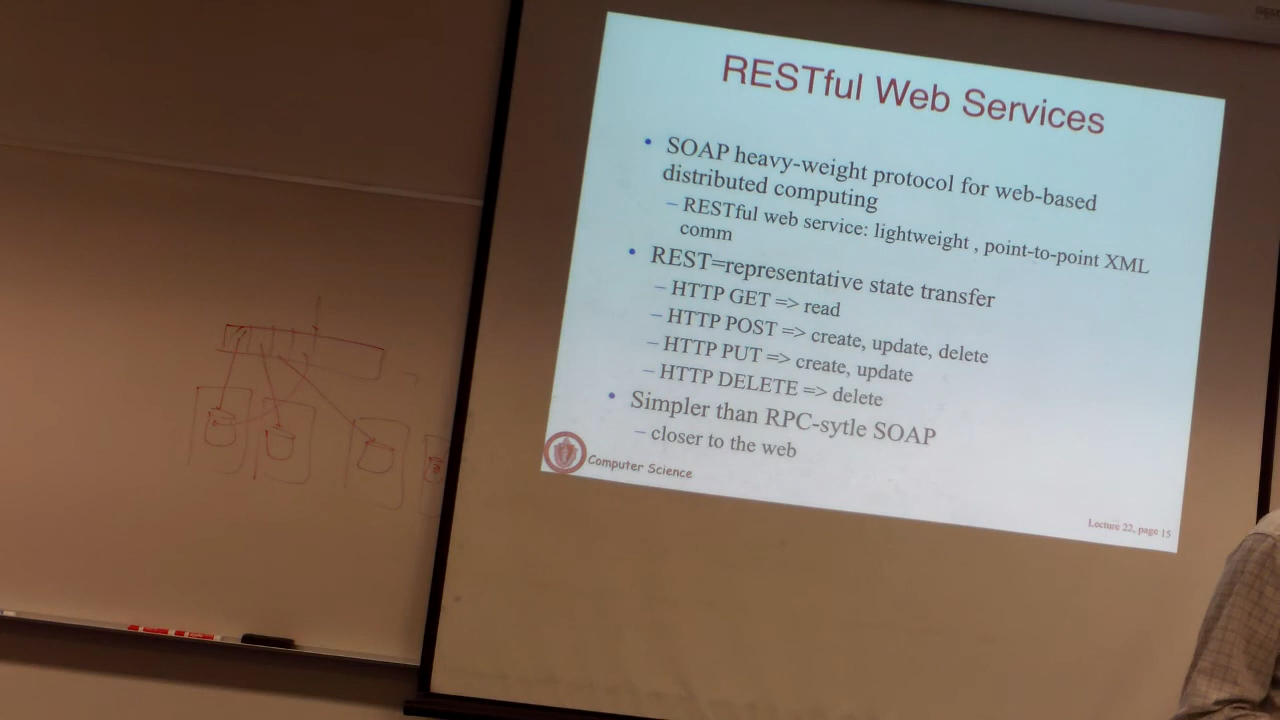 RESTful Web Services
• SOAP heavy-weight protocol for web-based
distributed computing
– RESTful web service: lightweight , point-to-point XML
comm
• REST=representative state transfer
– HTTP GET => read
– HTTP POST => create, update, delete
– HTTP PUT => create, update
– HTTP DELETE => delete
• Simpler than RPC-sytle SOAP
– closer to the web
Computer Science
Lecture 22, page 15